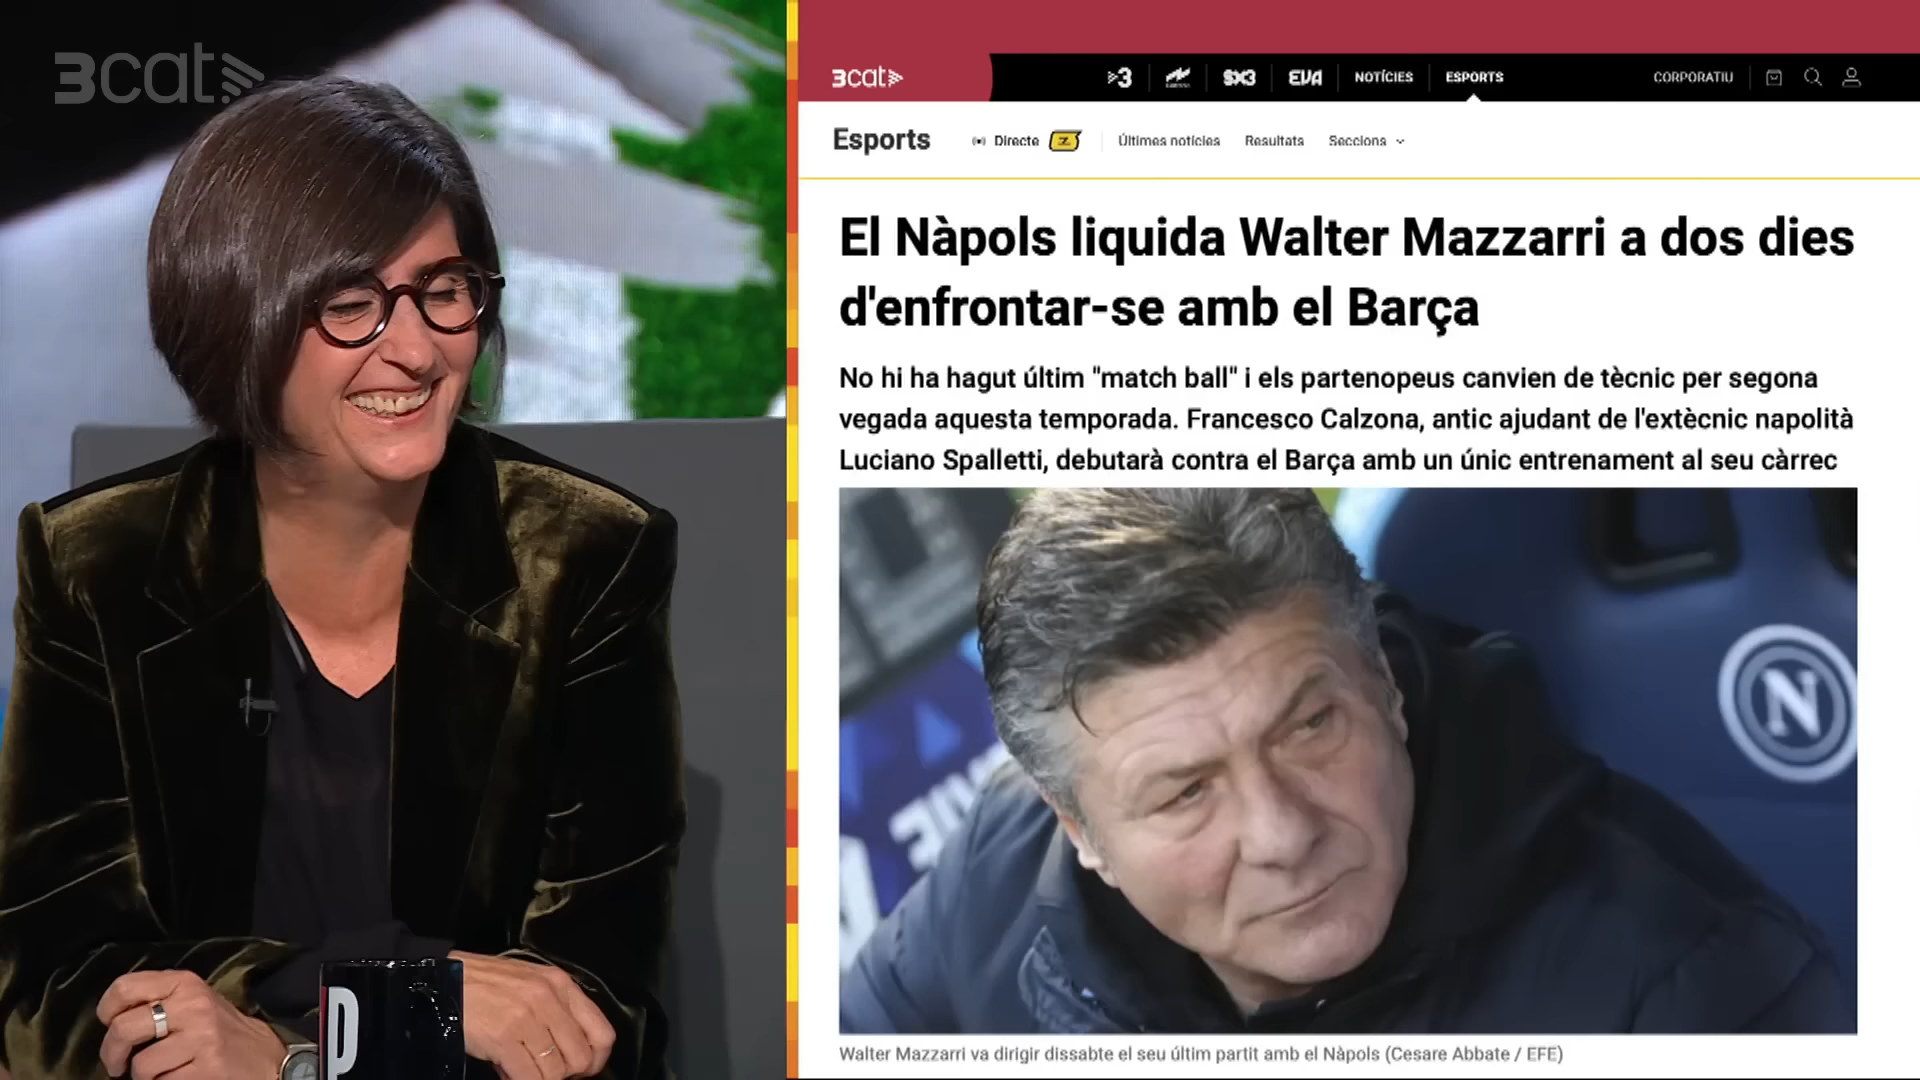 3cat
3cat
3
SX3
EVA
NOTÍCIES
ESPORTS
CORPORATIU
Esports
Directe
Últimes notícies
Resultats
Seccions
El Nàpols liquida Walter Mazzarri a dos dies
d'enfrontar-se amb el Barça
No hi ha hagut últim "match ball" i els partenopeus canvien de tècnic per segona
vegada aquesta temporada. Francesco Calzona, antic ajudant de l'extècnic napolità
Luciano Spalletti, debutarà contra el Barça amb un únic entrenament al seu càrrec
N
P
Walter Mazzarri va dirigir dissabte el seu últim partit amb el Nàpols (Cesare Abbate / EFE)